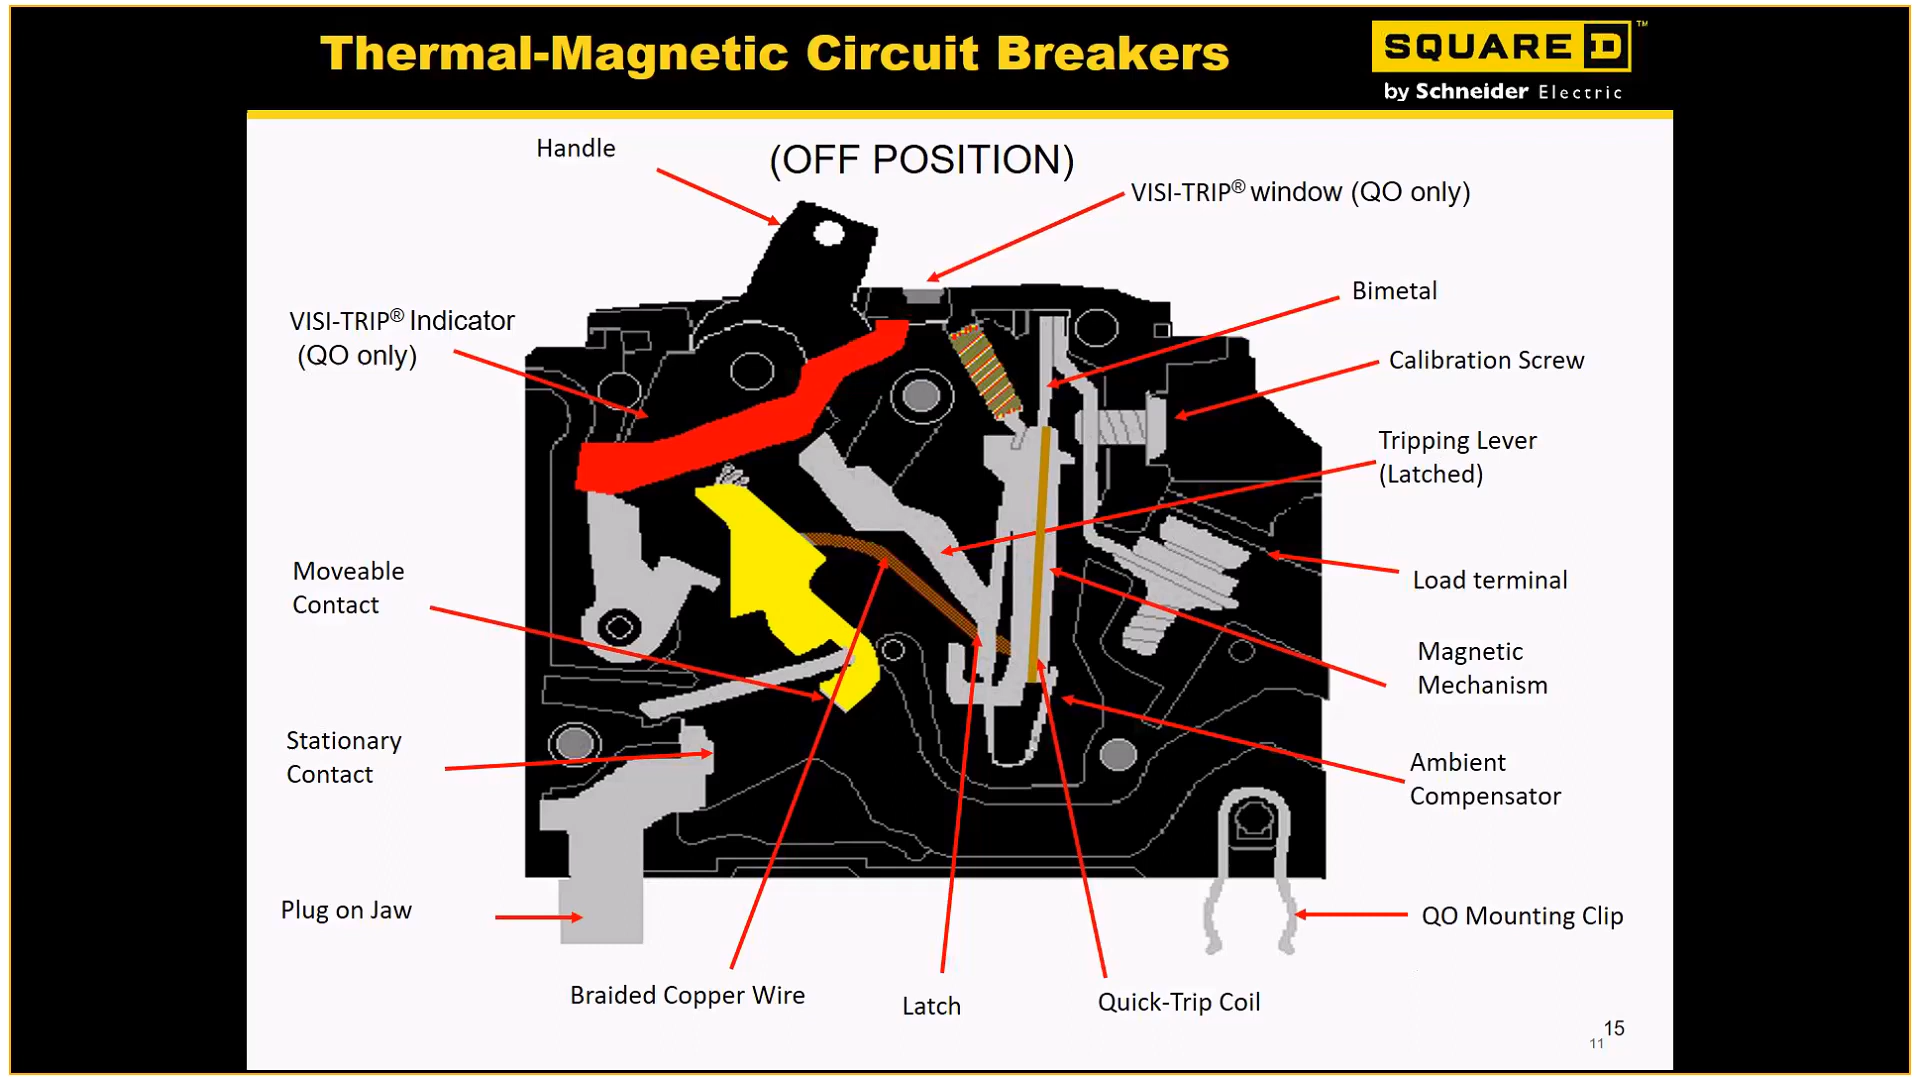 Thermal-Magnetic Circuit Breakers
SQUARE D™
by Schneider Electric
(OFF POSITION)
Handle
VISI-TRIP® window (QO only)
VISI-TRIP® Indicator
(QO only)
Bimetal
Calibration Screw
Tripping Lever
(Latched)
Moveable
Contact
Load terminal
Magnetic
Mechanism
Stationary
Contact
Ambient
Compensator
Plug on Jaw
QO Mounting Clip
Braided Copper Wire
Latch
Quick-Trip Coil
15
11